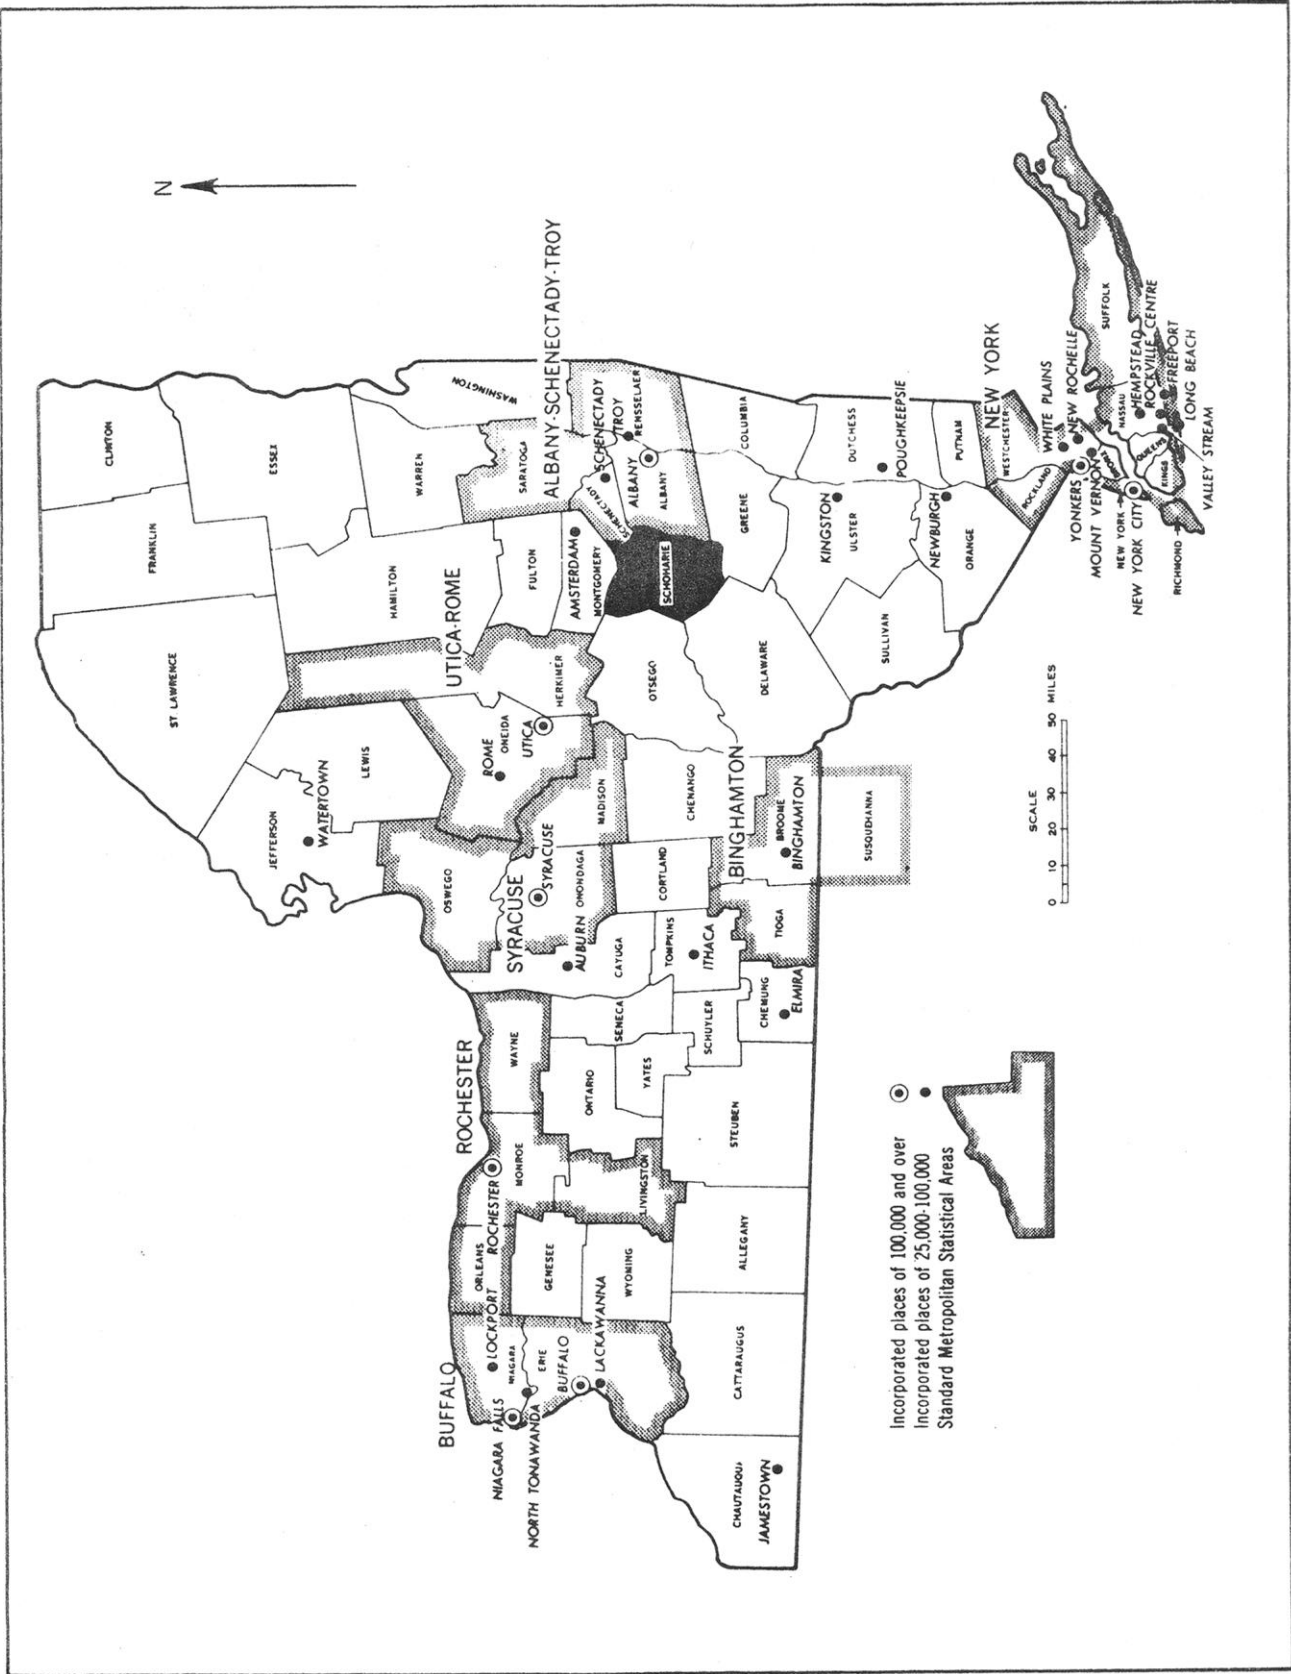 N
CLINTON
FRANKLIN
ST. LAWRENCE
ESSEX
JEFFERSON
WATERTOWN
LEWIS
HAMILTON
WARREN
WASHINGTON
UTICA-ROME
HERKIMER
ROME
ONEIDA
UTICA
FULTON
AMSTERDAM
MONTGOMERY
SARATOGA
ALBANY-SCHENECTADY-TROY
SCHENECTADY
SCHENECTADY
TROY
RENSSELAER
ALBANY
ALBANY
SCHOHARIE
OTSEGO
OSWEGO
SYRACUSE
SYRACUSE
ONONDAGA
MADISON
AUBURN
CAYUGA
CORTLAND
CHENANGO
TOMPKINS
ITHACA
SENECA
ROCHESTER
WAYNE
ROCHESTER
MONROE
ONTARIO
YATES
LIVINGSTON
ORLEANS
GENESEE
WYOMING
BUFFALO
LOCKPORT
NIAGARA
NIAGARA FALLS
NORTH TONAWANDA
ERIE
BUFFALO
LACKAWANNA
CHAUTAUQUA
JAMESTOWN
CATTARAUGUS
ALLEGANY
STEUBEN
SCHUYLER
CHEMUNG
ELMIRA
TIOGA
BINGHAMTON
BROOME
BINGHAMTON
SUSQUEHANNA
DELAWARE
GREENE
COLUMBIA
KINGSTON
ULSTER
DUTCHESS
POUGHKEEPSIE
SULLIVAN
NEWBURGH
ORANGE
PUTNAM
NEW YORK
WESTCHESTER
ROCKLAND
WHITE PLAINS
NEW ROCHELLE
YONKERS
MOUNT VERNON
BRONX
NEW YORK
NEW YORK CITY
RICHMOND
QUEENS
KINGS
NASSAU
SUFFOLK
HEMPSTEAD
ROCKVILLE CENTRE
FREEPORT
LONG BEACH
VALLEY STREAM
SCALE
0 10 20 30 40 50 MILES
Incorporated places of 100,000 and over
Incorporated places of 25,000-100,000
Standard Metropolitan Statistical Areas